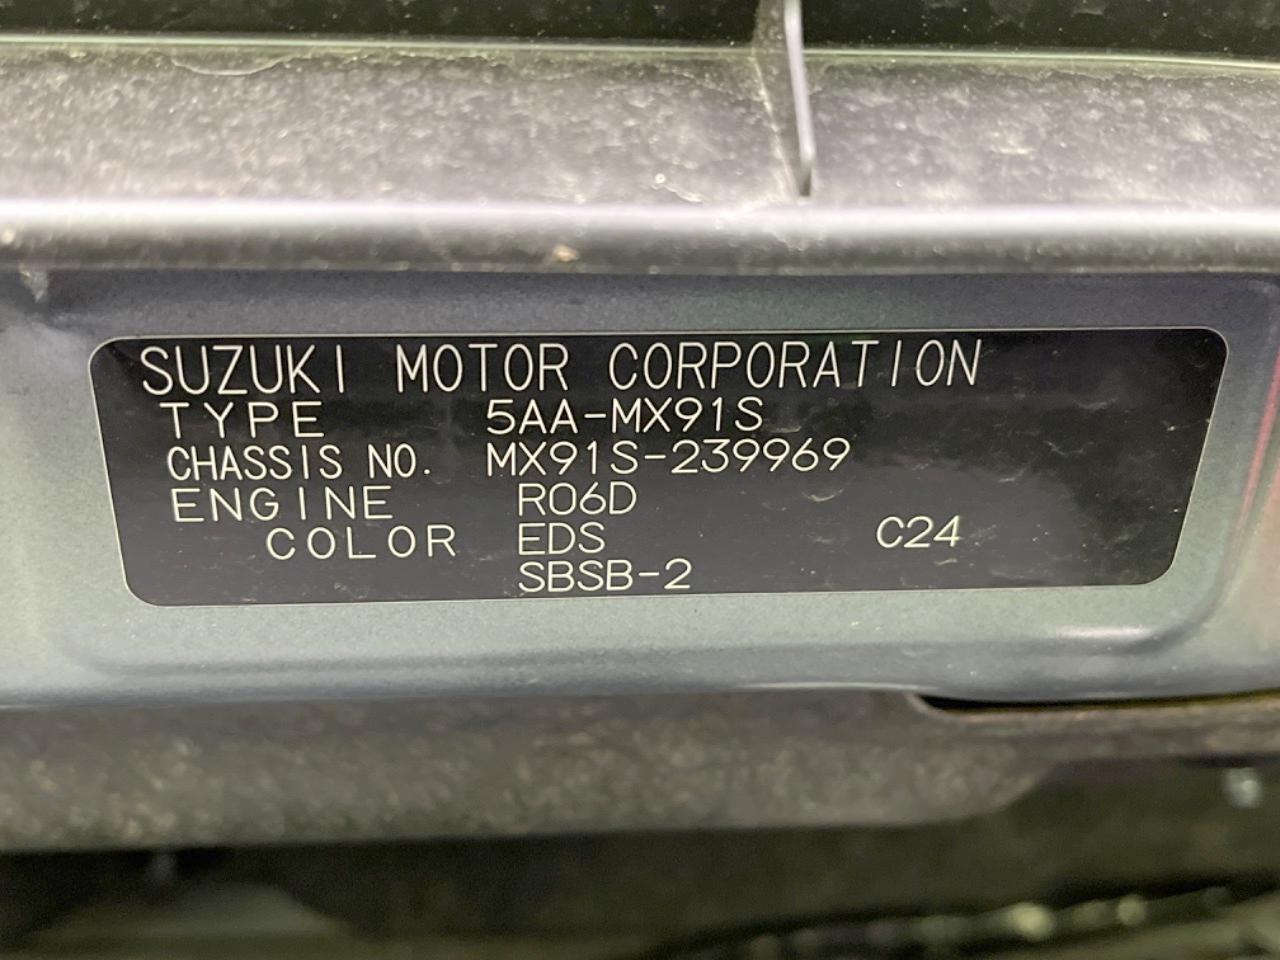 SUZUKI MOTOR CORPORATION
TYPE 5AA-MX91S
CHASSIS NO. MX91S-239969
ENGINE R06D
COLOR EDS C24
SBSB-2